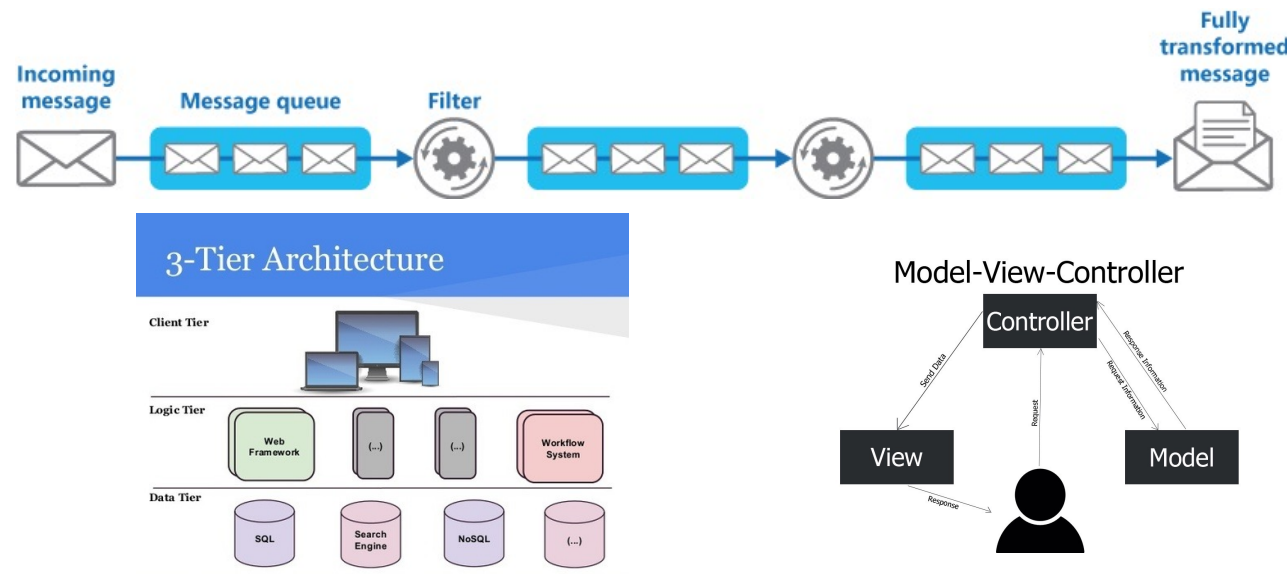 Incoming
message
Message queue
Filter
Fully
transformed
message
3-Tier Architecture
Client Tier
Logic Tier
Web
Framework
(...)
(...)
Workflow
System
Data Tier
SQL
Search
Engine
NoSQL
(...)
Model-View-Controller
Controller
Send Data
Request
Request Information
Response Information
View
Model
Response